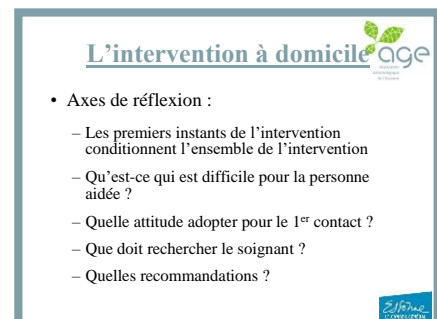 L’intervention à domicile
age
• Axes de réflexion :
– Les premiers instants de l’intervention
conditionnent l’ensemble de l’intervention
– Qu’est-ce qui est difficile pour la personne
aidée ?
– Quelle attitude adopter pour le 1er contact ?
– Que doit rechercher le soignant ?
– Quelles recommandations ?
Essonne